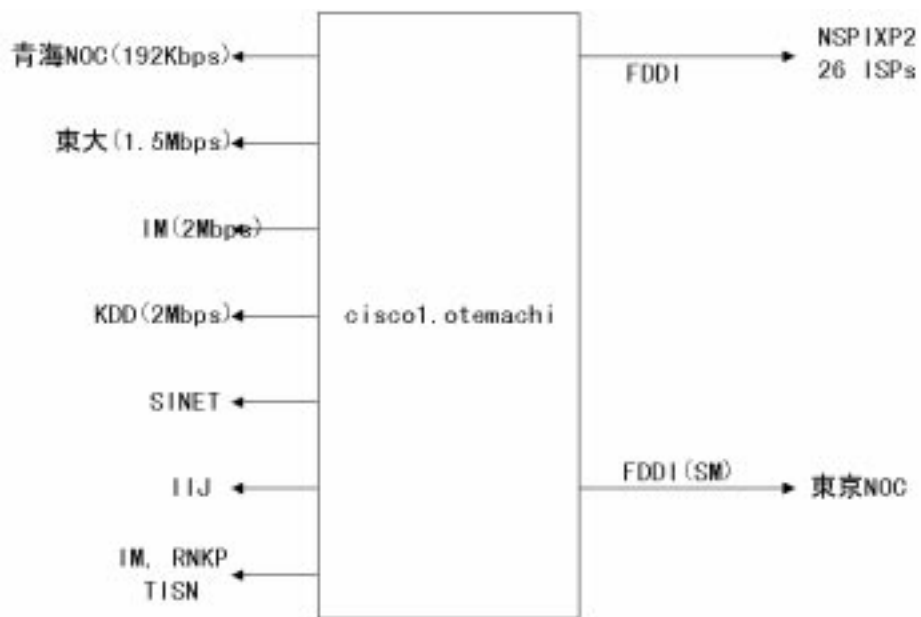 青海NOC(192Kbps)
東大(1.5Mbps)
IM(2Mbps)
KDD(2Mbps)
SINET
IIJ
IM, RNKP
TISN
cisco1.otemachi
FDDI
NSPIXP2
26 ISPs
FDDI(SM)
東京NOC